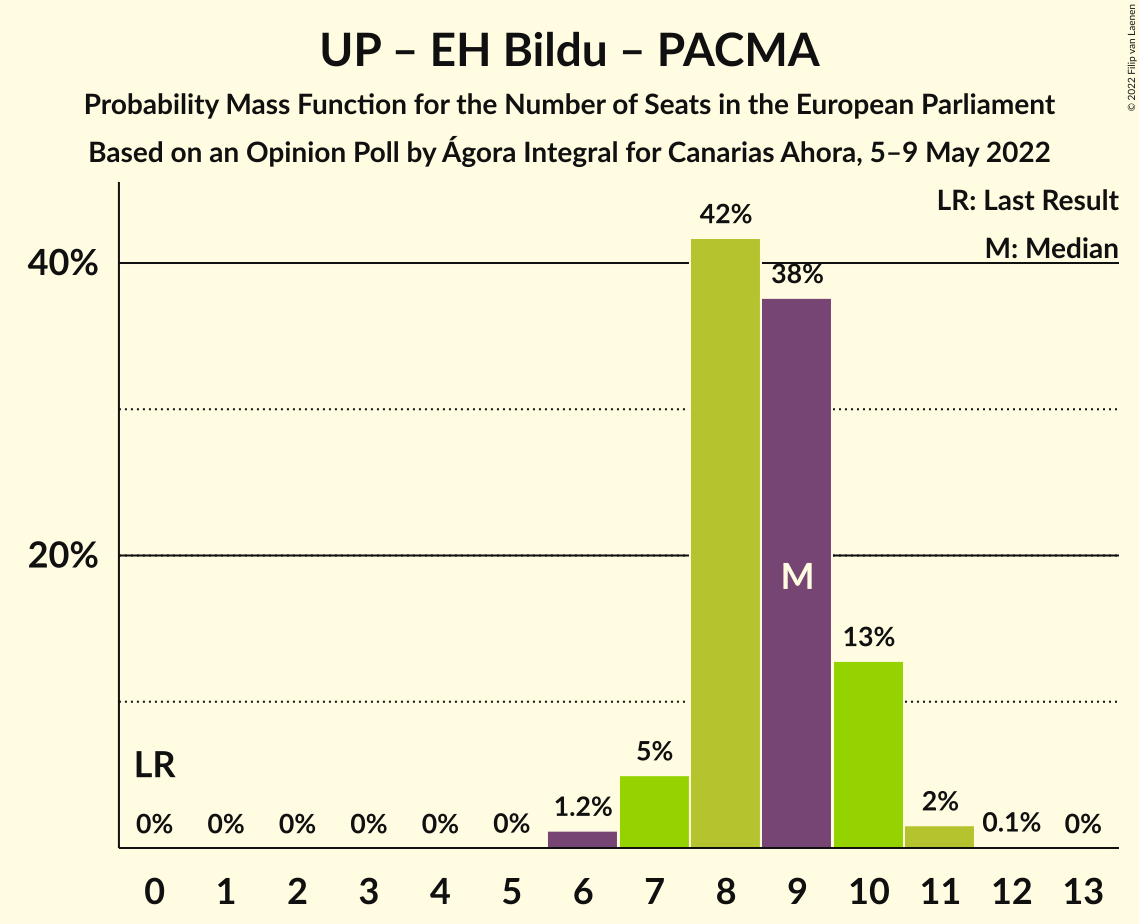 UP – EH Bildu – PACMA
Probability Mass Function for the Number of Seats in the European Parliament
Based on an Opinion Poll by Ágora Integral for Canarias Ahora, 5–9 May 2022
© 2022 Filip van Laenen
LR: Last Result
M: Median
40%
20%
42%
38%
M
13%
5%
LR
1.2%
2%
0% 0% 0% 0% 0% 0% 0.1% 0%
0 1 2 3 4 5 6 7 8 9 10 11 12 13